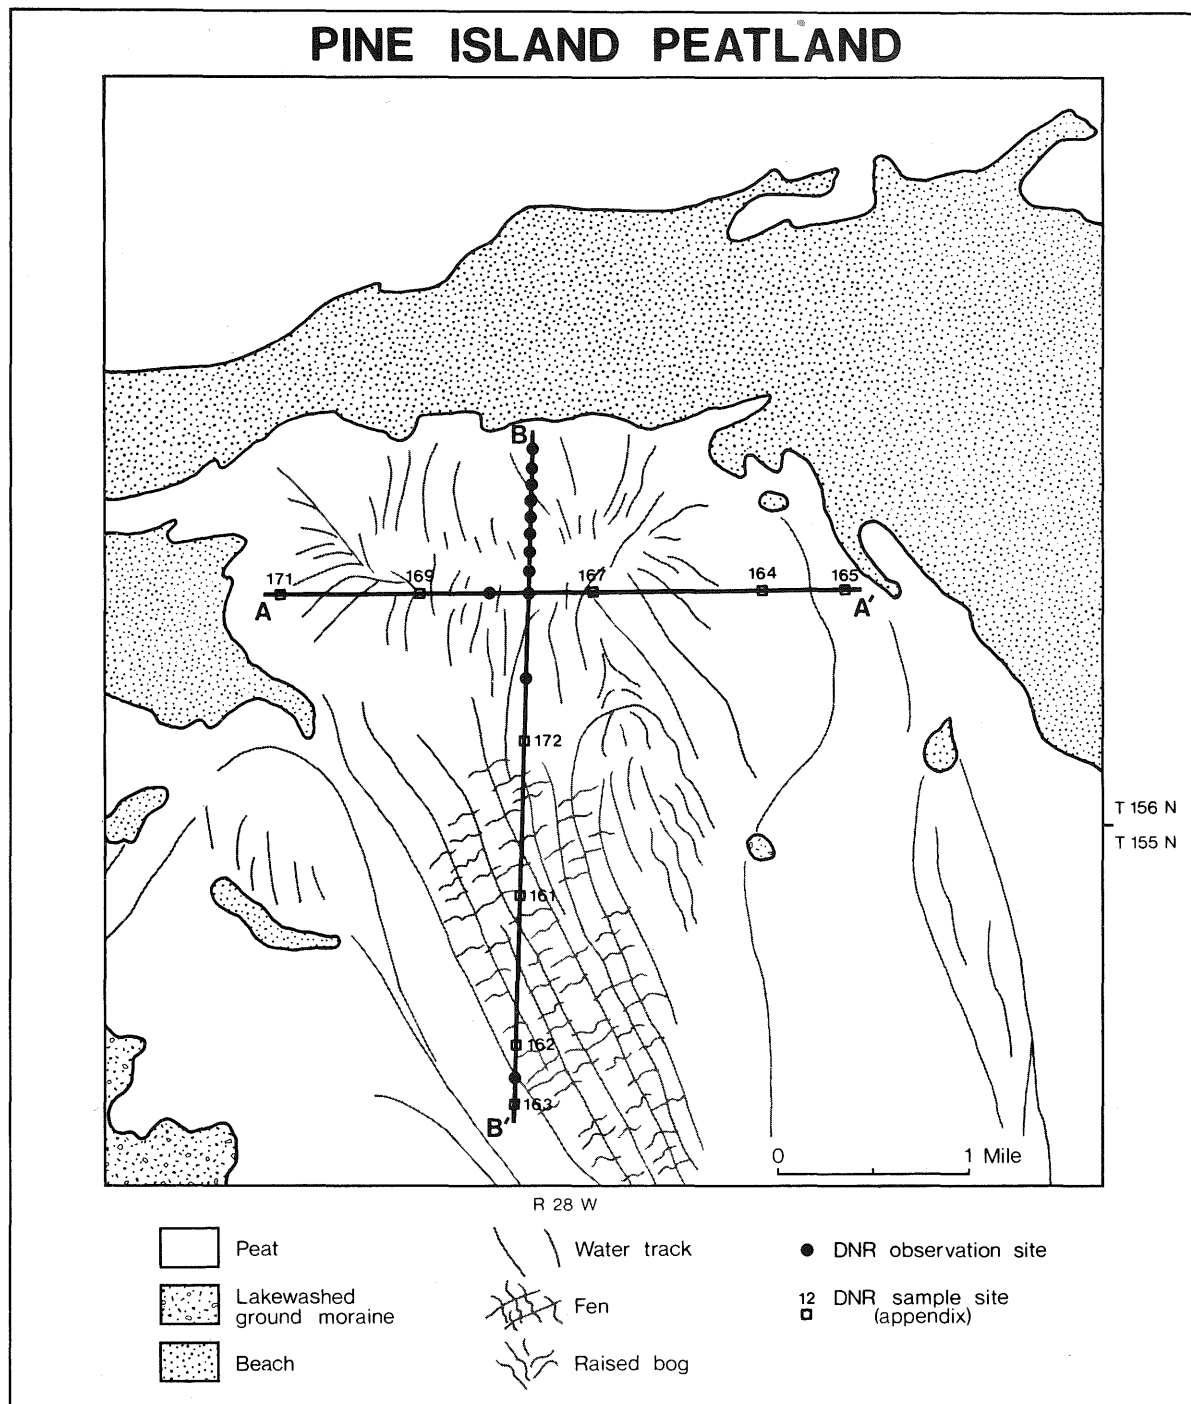 PINE ISLAND PEATLAND
B
171
169
167
164
165
A
A'
172
T 156 N
T 155 N
161
162
163
B'
0 1 Mile
R 28 W
Peat
Lakewashed
ground moraine
Beach
Water track
Fen
Raised bog
DNR observation site
12 DNR sample site
(appendix)